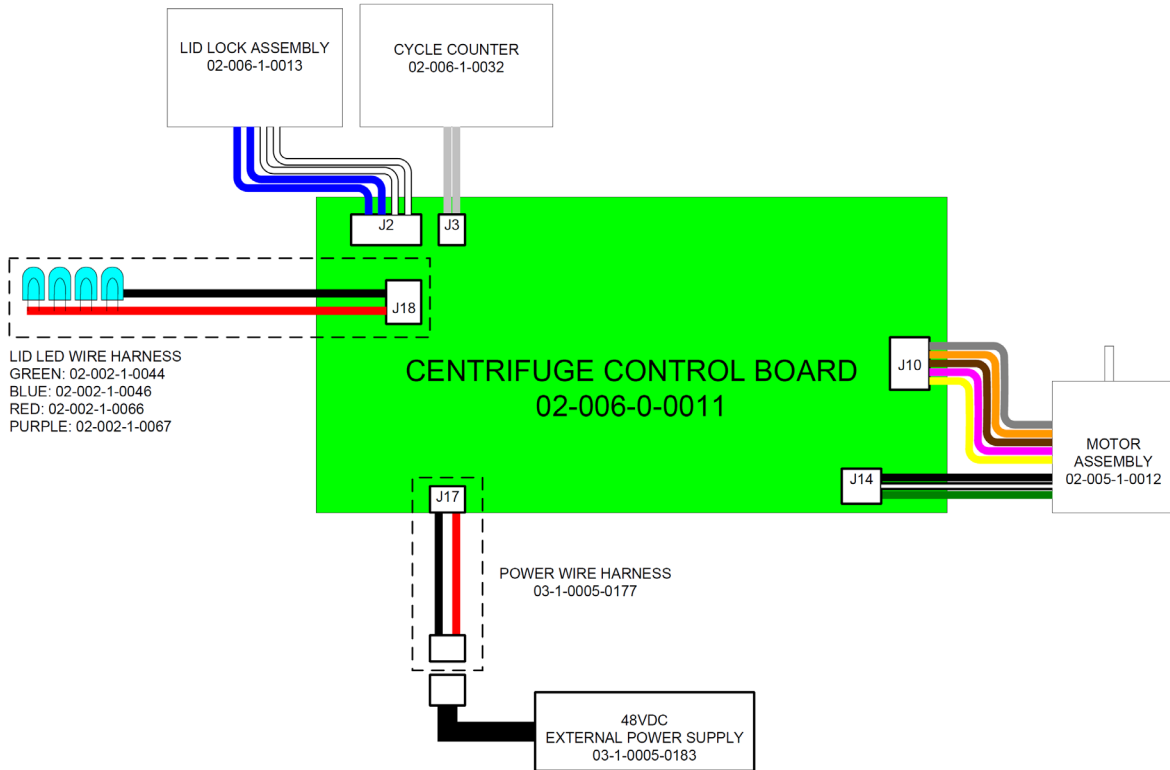 LID LOCK ASSEMBLY
02-006-1-0013
CYCLE COUNTER
02-006-1-0032
J2
J3
J18
LID LED WIRE HARNESS
GREEN: 02-002-1-0044
BLUE: 02-002-1-0046
RED: 02-002-1-0066
PURPLE: 02-002-1-0067
CENTRIFUGE CONTROL BOARD
02-006-0-0011
J10
MOTOR
ASSEMBLY
02-005-1-0012
J14
J17
POWER WIRE HARNESS
03-1-0005-0177
48VDC
EXTERNAL POWER SUPPLY
03-1-0005-0183